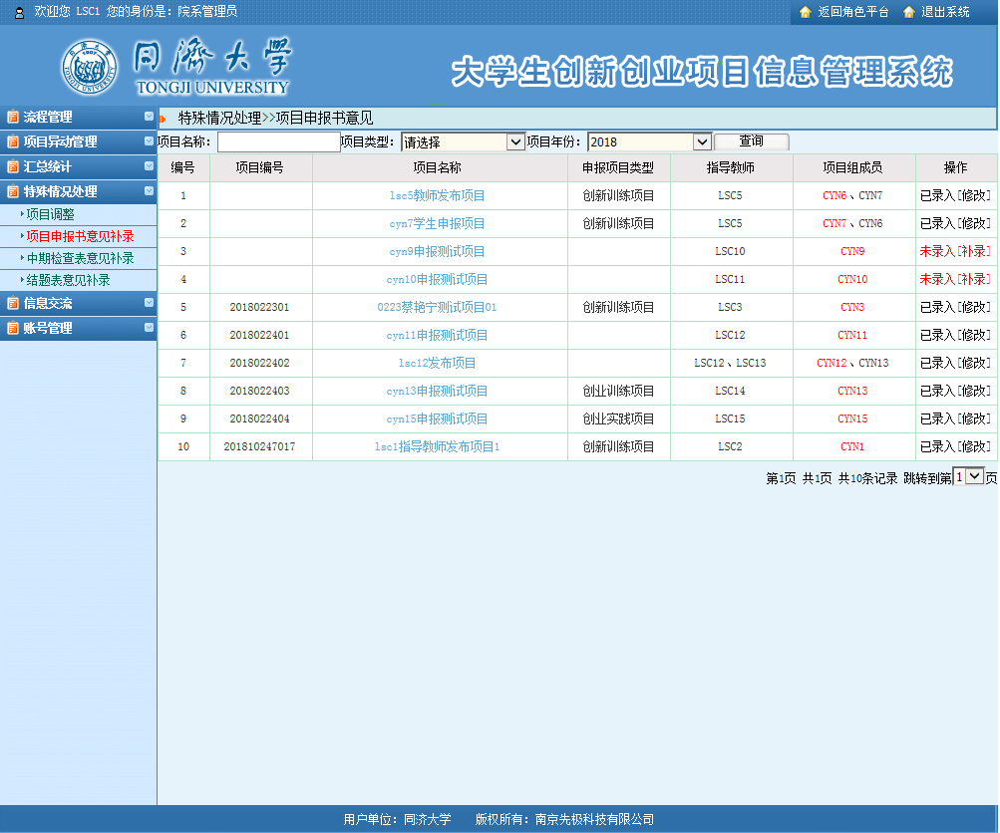 欢迎您 LSC1 您的身份是：院系管理员
返回角色平台 退出系统
同济大学
TONGJI UNIVERSITY
大学生创新创业项目信息管理系统
流程管理
项目异动管理
汇总统计
特殊情况处理
项目调整
项目申报书意见补录
中期检查表意见补录
结题表意见补录
信息交流
账号管理
特殊情况处理>>项目申报书意见
项目名称： 项目类型： 请选择 项目年份： 2018 查询
编号 项目编号 项目名称 申报项目类型 指导教师 项目组成员 操作
1 lsc5教师发布项目 创新训练项目 LSC5 CYN6、CYN7 已录入[修改]
2 cyn7学生申报项目 创新训练项目 LSC5 CYN7、CYN6 已录入[修改]
3 cyn9申报测试项目 LSC10 CYN9 未录入[补录]
4 cyn10申报测试项目 LSC11 CYN10 未录入[补录]
5 2018022301 0223蔡艳宁测试项目01 创新训练项目 LSC3 CYN3 已录入[修改]
6 2018022401 cyn11申报测试项目 LSC12 CYN11 已录入[修改]
7 2018022402 lsc12发布项目 LSC12、LSC13 CYN12、CYN13 已录入[修改]
8 2018022403 cyn13申报测试项目 创业训练项目 LSC14 CYN13 已录入[修改]
9 2018022404 cyn15申报测试项目 创业实践项目 LSC15 CYN15 已录入[修改]
10 201810247017 lsc1指导教师发布项目1 创新训练项目 LSC2 CYN1 已录入[修改]
第1页 共1页 共10条记录 跳转到第 1 页
用户单位：同济大学 版权所有：南京先极科技有限公司